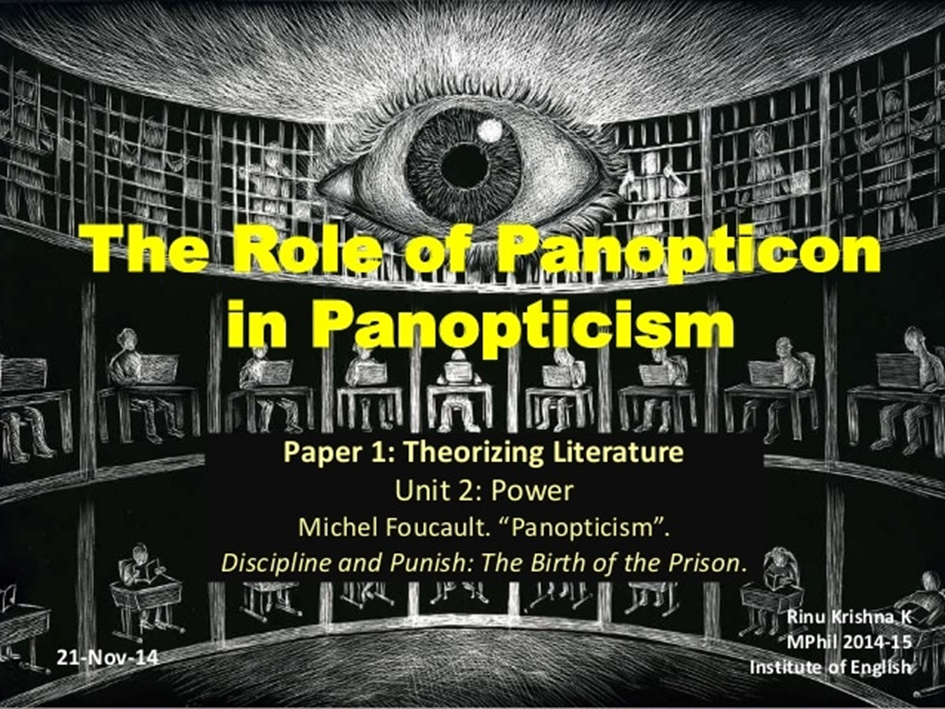 The Role of Panopticon
in Panopticism
Paper 1: Theorizing Literature
Unit 2: Power
Michel Foucault. “Panopticism”.
Discipline and Punish: The Birth of the Prison.
Rinu Krishna K
MPhil 2014-15
Institute of English
21-Nov-14